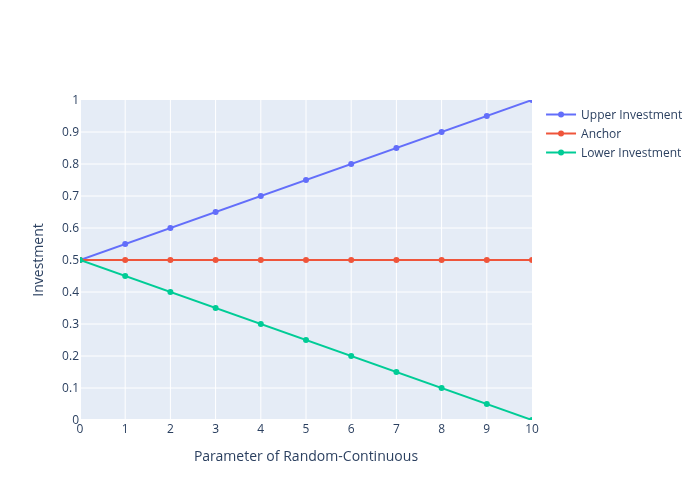 Upper Investment
Anchor
Lower Investment
1
0.9
0.8
0.7
0.6
0.5
0.4
0.3
0.2
0.1
0
Investment
0 1 2 3 4 5 6 7 8 9 10
Parameter of Random-Continuous